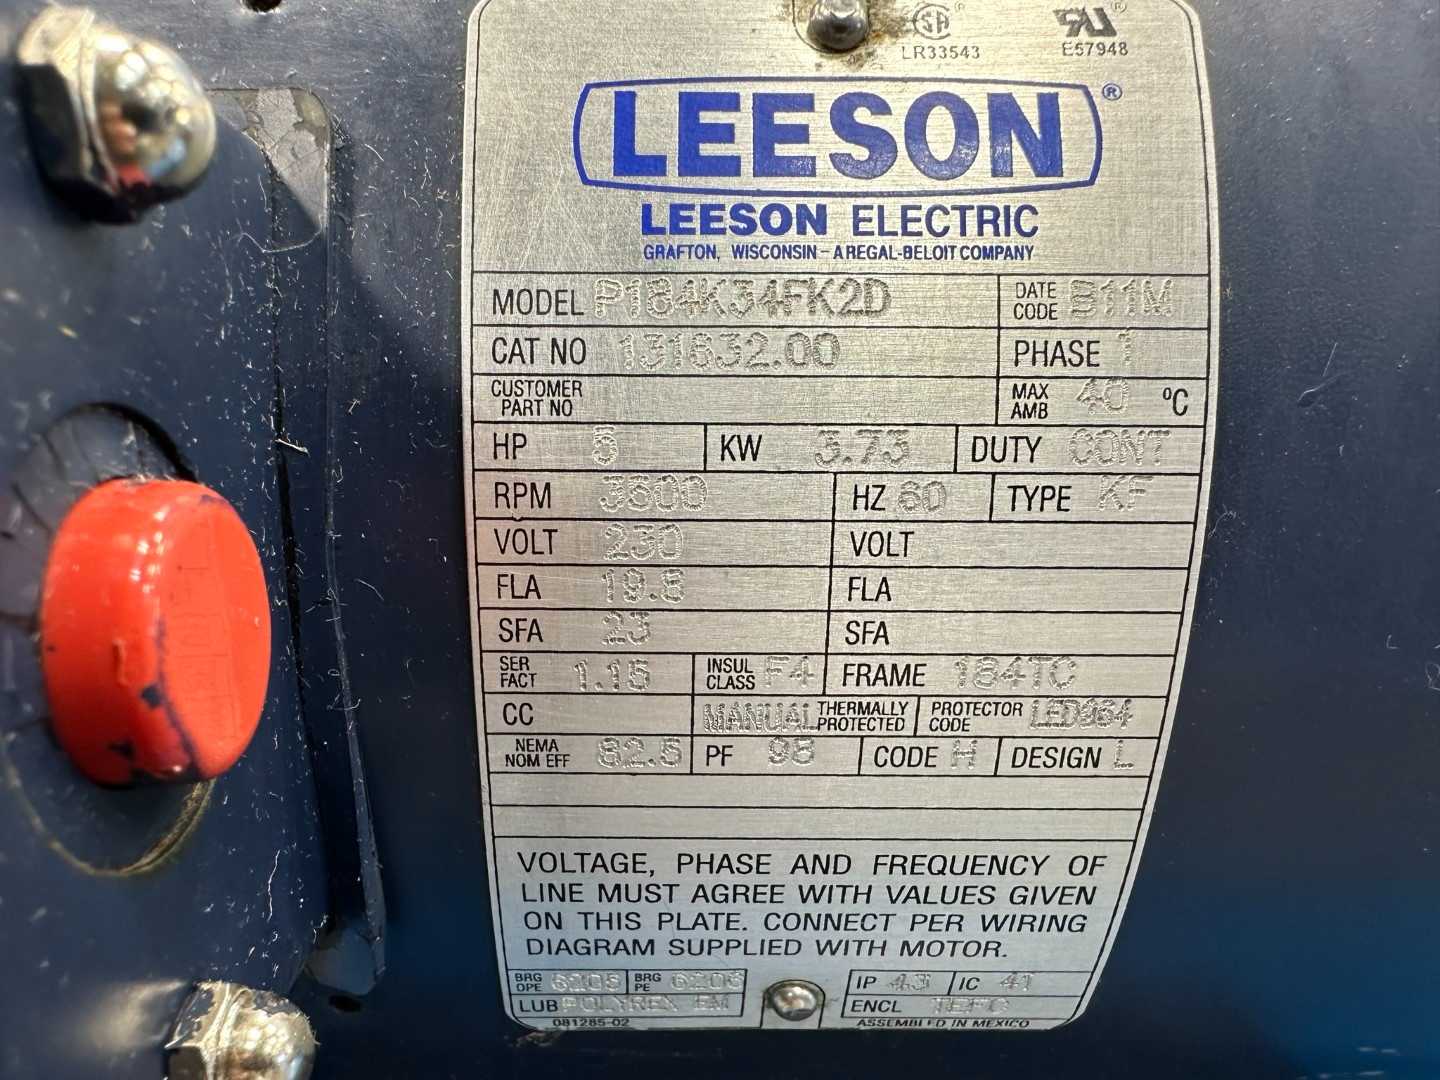 LR33543
E57948
LEESON®
LEESON ELECTRIC
GRAFTON, WISCONSIN - A REGAL-BELOIT COMPANY
MODEL P184K34FK2D DATE CODE B11M
CAT NO 131632.00 PHASE 1
CUSTOMER PART NO MAX AMB 40 °C
HP 5 KW 3.73 DUTY CONT
RPM 3600 HZ 60 TYPE KF
VOLT 230 VOLT
FLA 19.8 FLA
SFA 23 SFA
SER FACT 1.15 INSUL CLASS F4 FRAME 184TC
CC MANUAL THERMALLY PROTECTED PROTECTOR CODE
NEMA NOM EFF 82.5 PF 98 CODE H DESIGN L
VOLTAGE, PHASE AND FREQUENCY OF
LINE MUST AGREE WITH VALUES GIVEN
ON THIS PLATE. CONNECT PER WIRING
DIAGRAM SUPPLIED WITH MOTOR.
BRG OPE 6205 BRG PE 6206 IP 43 IC 41
LUB POLYREX EM ENCL TEFC
081285-02 ASSEMBLED IN MEXICO